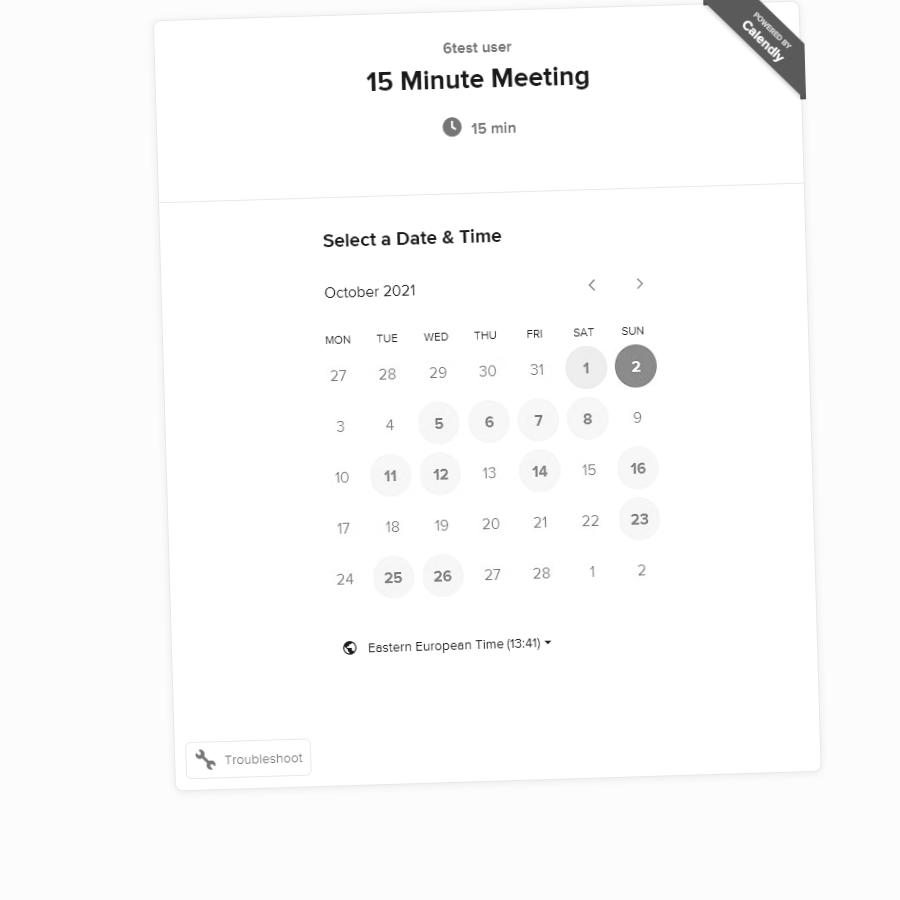 POWERED BY
Calendly
6test user
15 Minute Meeting
15 min
Select a Date & Time
October 2021
MON TUE WED THU FRI SAT SUN
27 28 29 30 31 1 2
3 4 5 6 7 8 9
10 11 12 13 14 15 16
17 18 19 20 21 22 23
24 25 26 27 28 1 2
Eastern European Time (13:41)
Troubleshoot